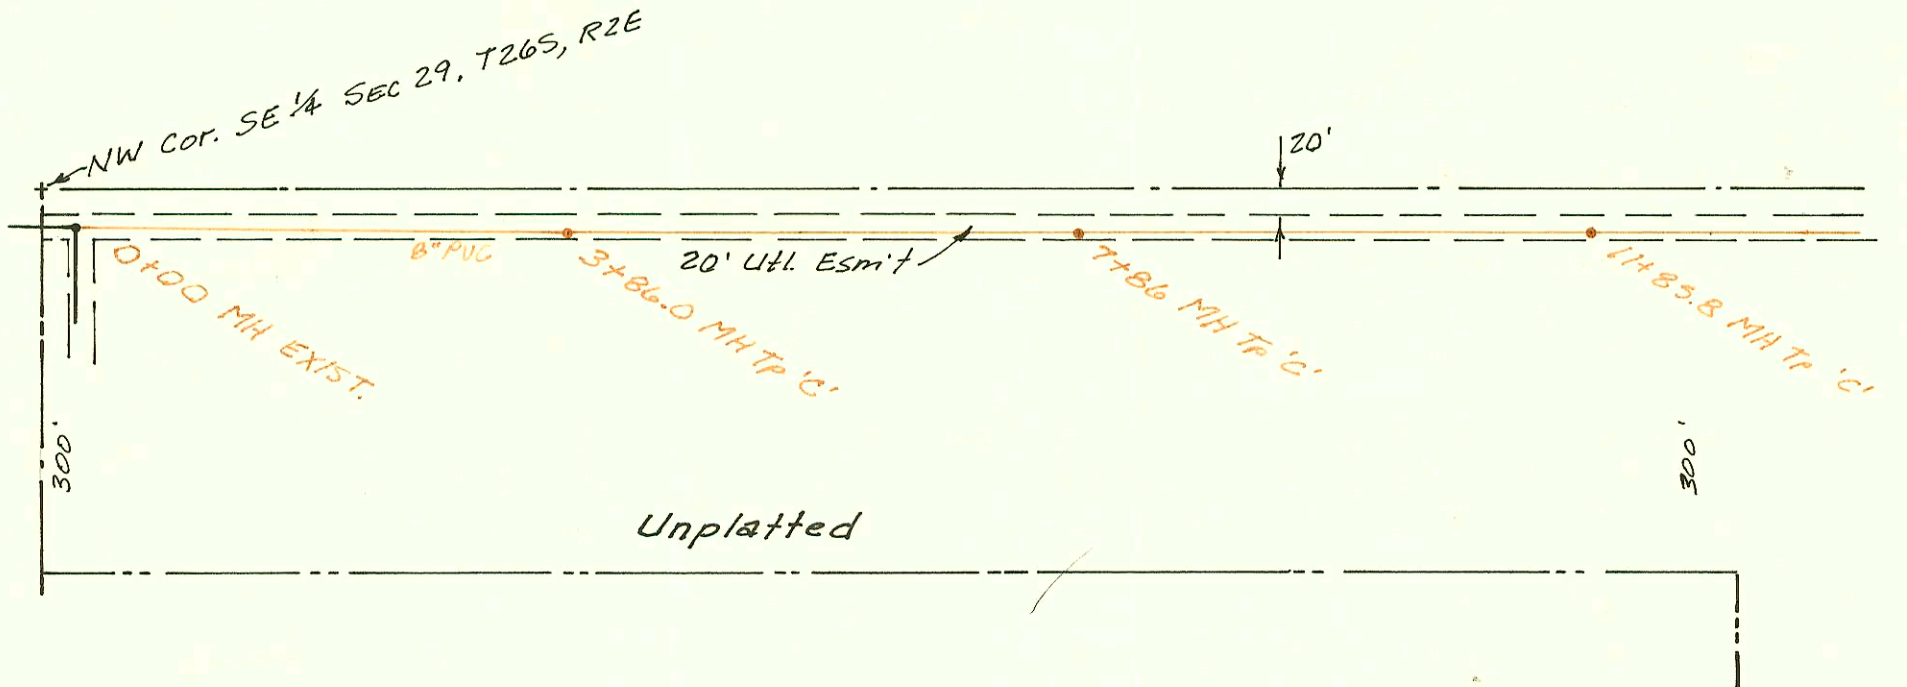 NW Cor. SE 1/4 SEC 29, T26S, R2E
20'
0+00 MH EXIST.
8" PVC
3+86.0 MH TP 'C'
20' Utl. Esm't
7+86 MH TP 'C'
11+85.8 MH TP 'C'
300'
300'
Unplatted